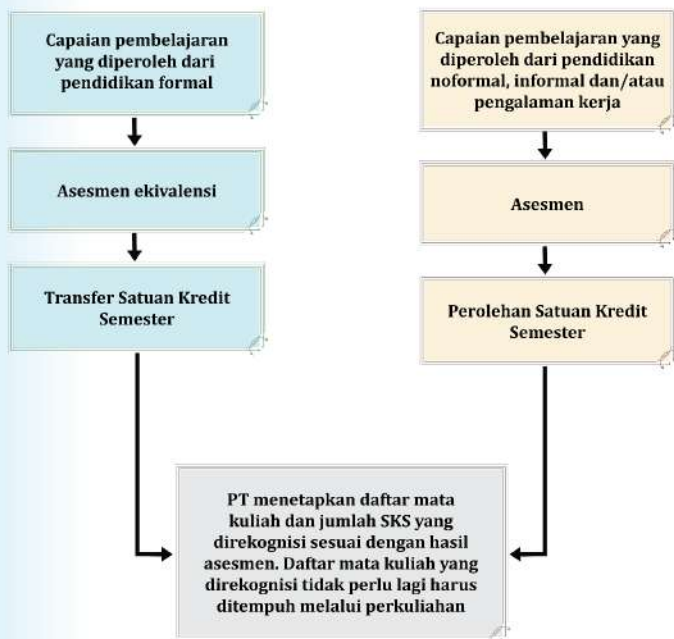 Capaian pembelajaran
yang diperoleh dari
pendidikan formal
Asesmen ekivalensi
Transfer Satuan Kredit
Semester
Capaian pembelajaran yang
diperoleh dari pendidikan
noformal, informal dan/atau
pengalaman kerja
Asesmen
Perolehan Satuan Kredit
Semester
PT menetapkan daftar mata
kuliah dan jumlah SKS yang
direkognisi sesuai dengan hasil
asesmen. Daftar mata kuliah yang
direkognisi tidak perlu lagi harus
ditempuh melalui perkuliahan